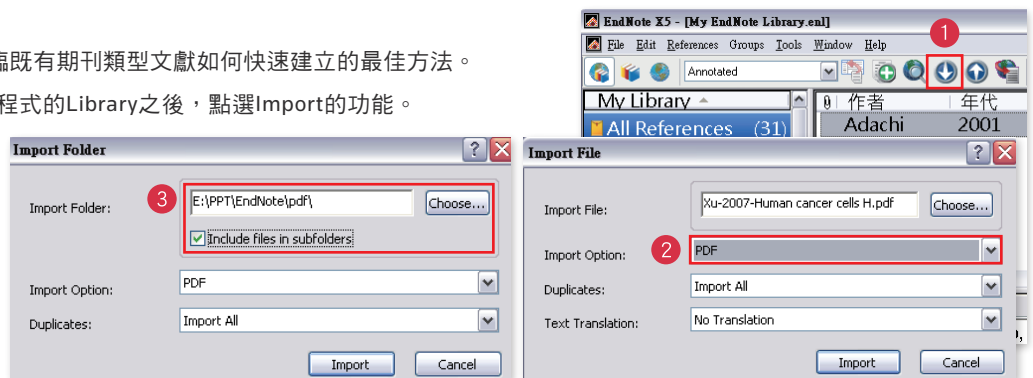 臨既有期刊類型文獻如何快速建立的最佳方法。
程式的Library之後，點選Import的功能。
EndNote X5 - [My EndNote Library.enl]
1
File Edit References Groups Tools Window Help
Annotated
My Library
作者 年代
All References (31)
Adachi 2001
Import Folder
Import Folder:
3
E:\PPT\EndNote\pdf\
Choose...
Include files in subfolders
Import Option:
PDF
Duplicates:
Import All
Import Cancel
Import File
Import File:
Xu-2007-Human cancer cells H.pdf
Choose...
Import Option:
2
PDF
Duplicates:
Import All
Text Translation:
No Translation
Import Cancel